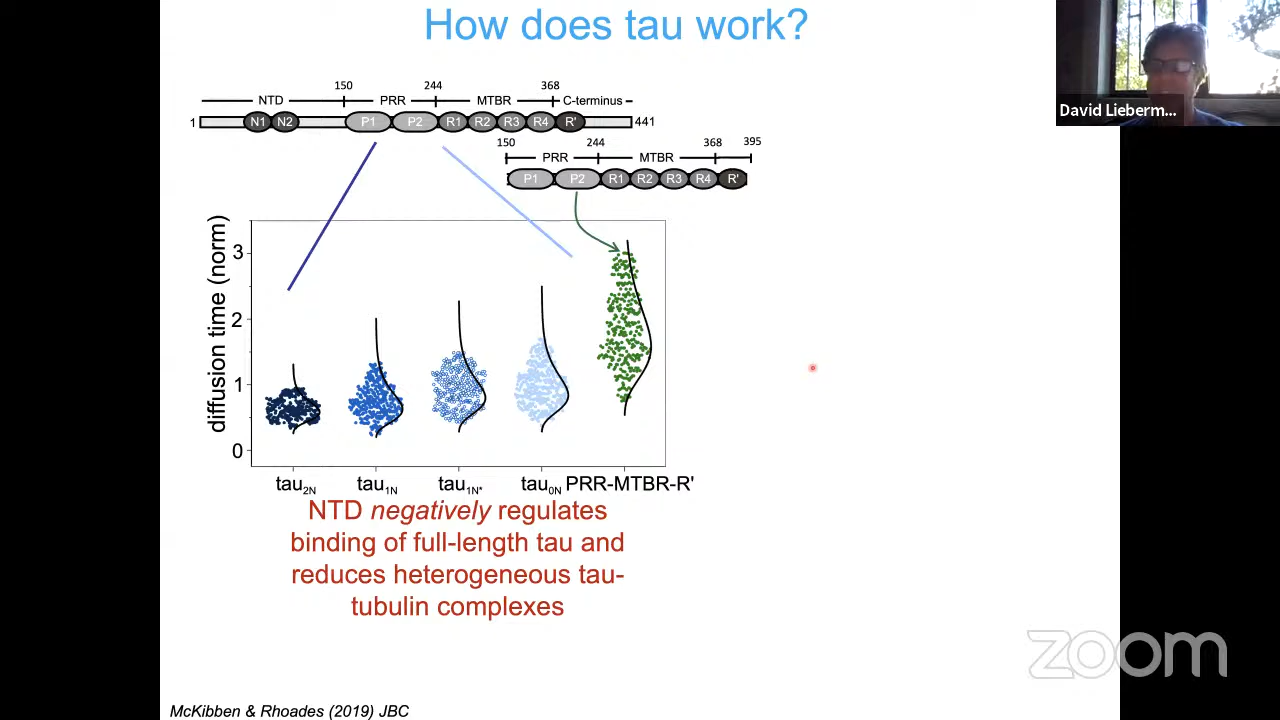 How does tau work?
David Lieberm...
150 244 368
NTD PRR MTBR C-terminus
1 N1 N2 P1 P2 R1 R2 R3 R4 R' 441
150 244 368 395
PRR MTBR
P1 P2 R1 R2 R3 R4 R'
diffusion time (norm)
3
2
1
0
tau2N tau1N tau1N* tau0N PRR-MTBR-R'
NTD negatively regulates
binding of full-length tau and
reduces heterogeneous tau-
tubulin complexes
zoom
McKibben & Rhoades (2019) JBC